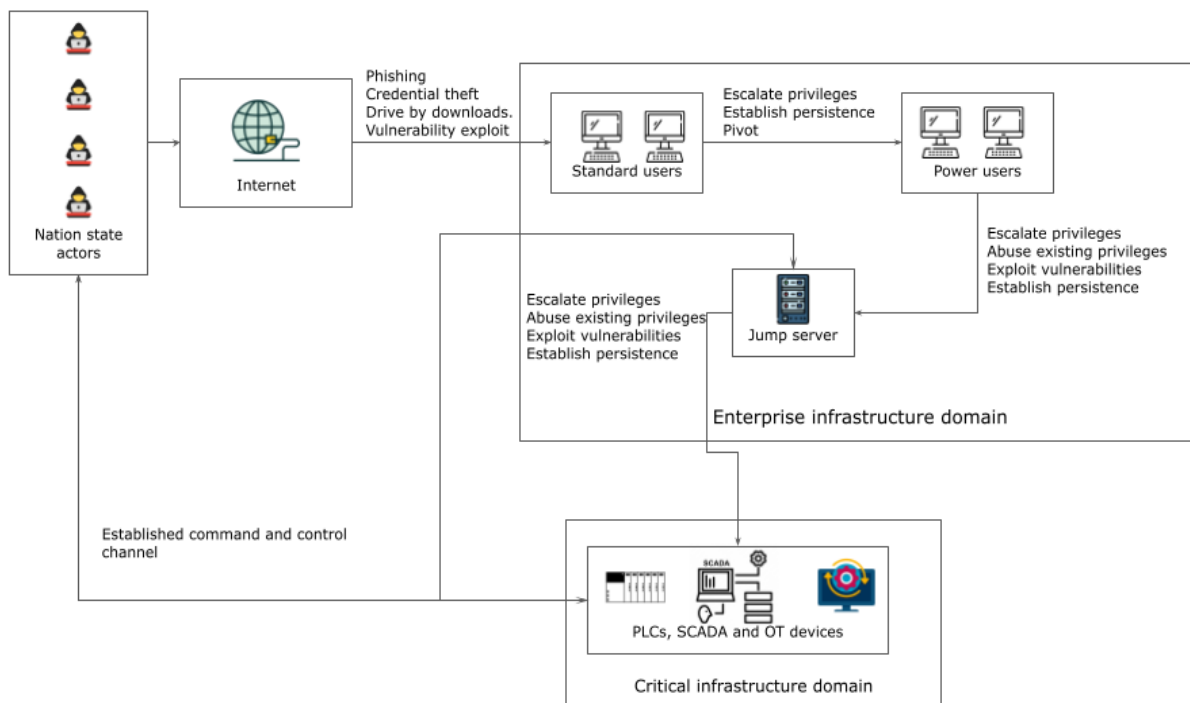 Nation state
actors
Internet
Phishing
Credential theft
Drive by downloads.
Vulnerability exploit
Standard users
Escalate privileges
Establish persistence
Pivot
Power users
Escalate privileges
Abuse existing privileges
Exploit vulnerabilities
Establish persistence
Jump server
Escalate privileges
Abuse existing privileges
Exploit vulnerabilities
Establish persistence
Enterprise infrastructure domain
Established command and control
channel
SCADA
PLCs, SCADA and OT devices
Critical infrastructure domain